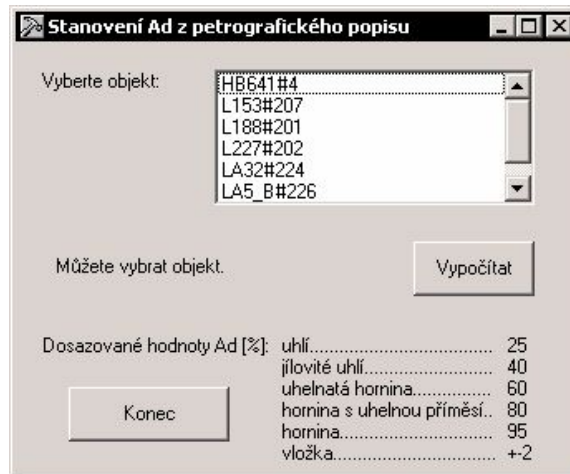 Stanovení Ad z petrografického popisu
Vyberte objekt:
HB641#4
L153#207
L188#201
L227#202
LA32#224
LA5_B#226
Můžete vybrat objekt.
Vypočítat
Dosazované hodnoty Ad [%]:
uhlí................................... 25
jílovité uhlí........................... 40
uhelnatá hornina............... 60
hornina s uhelnou příměsí.. 80
hornina............................... 95
vložka................................ +-2
Konec